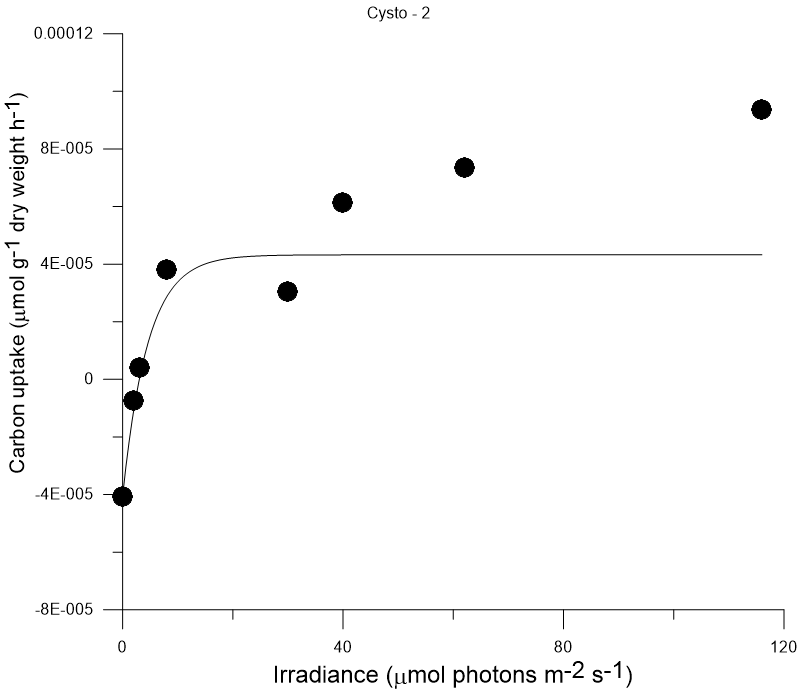 Cysto - 2
0.00012
8E-005
4E-005
0
-4E-005
-8E-005
Carbon uptake (μmol g-1 dry weight h-1)
0 40 80 120
Irradiance (μmol photons m-2 s-1)